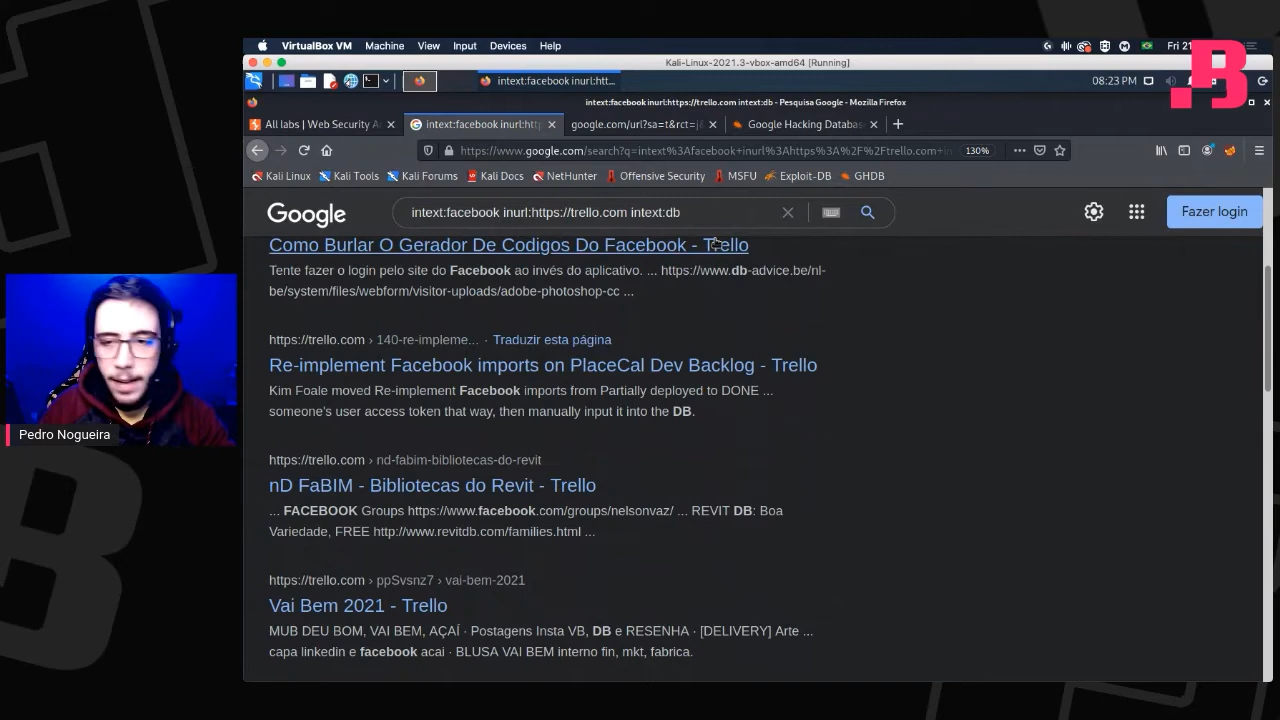 VirtualBox VM Machine View Input Devices Help Fri 21
Kali-Linux-2021.3-vbox-amd64 [Running]
intext:facebook inurl:htt... 08:23 PM
intext:facebook inurl:https://trello.com intext:db - Pesquisa Google - Mozilla Firefox
All labs | Web Security A intext:facebook inurl:http google.com/url?sa=t&rct=j& Google Hacking Databas
https://www.google.com/search?q=intext%3Afacebook+inurl%3Ahttps%3A%2F%2Ftrello.com+in 130%
Kali Linux Kali Tools Kali Forums Kali Docs NetHunter Offensive Security MSFU Exploit-DB GHDB
Google intext:facebook inurl:https://trello.com intext:db Fazer login
Como Burlar O Gerador De Codigos Do Facebook - Trello
Tente fazer o login pelo site do Facebook ao invés do aplicativo. ... https://www.db-advice.be/nl-
be/system/files/webform/visitor-uploads/adobe-photoshop-cc ...
https://trello.com › 140-re-impleme... · Traduzir esta página
Re-implement Facebook imports on PlaceCal Dev Backlog - Trello
Kim Foale moved Re-implement Facebook imports from Partially deployed to DONE ...
someone's user access token that way, then manually input it into the DB.
https://trello.com › nd-fabim-bibliotecas-do-revit
nD FaBIM - Bibliotecas do Revit - Trello
... FACEBOOK Groups https://www.facebook.com/groups/nelsonvaz/ ... REVIT DB: Boa
Variedade, FREE http://www.revitdb.com/families.html ...
https://trello.com › ppSvsnz7 › vai-bem-2021
Vai Bem 2021 - Trello
MUB DEU BOM, VAI BEM, AÇAÍ · Postagens Insta VB, DB e RESENHA · [DELIVERY] Arte ...
capa linkedin e facebook acai · BLUSA VAI BEM interno fin, mkt, fabrica.
Pedro Nogueira